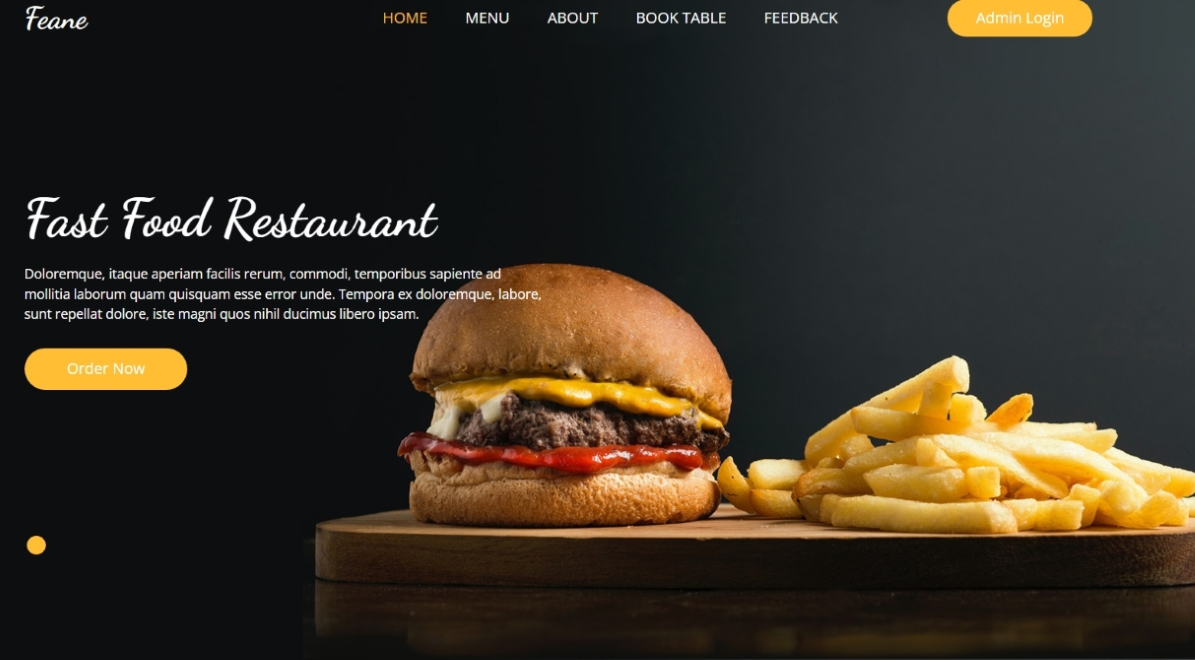 Feane
HOME MENU ABOUT BOOK TABLE FEEDBACK Admin Login
Fast Food Restaurant
Doloremque, itaque aperiam facilis rerum, commodi, temporibus sapiente ad
mollitia laborum quam quisquam esse error unde. Tempora ex doloremque, labore,
sunt repellat dolore, iste magni quos nihil ducimus libero ipsam.
Order Now